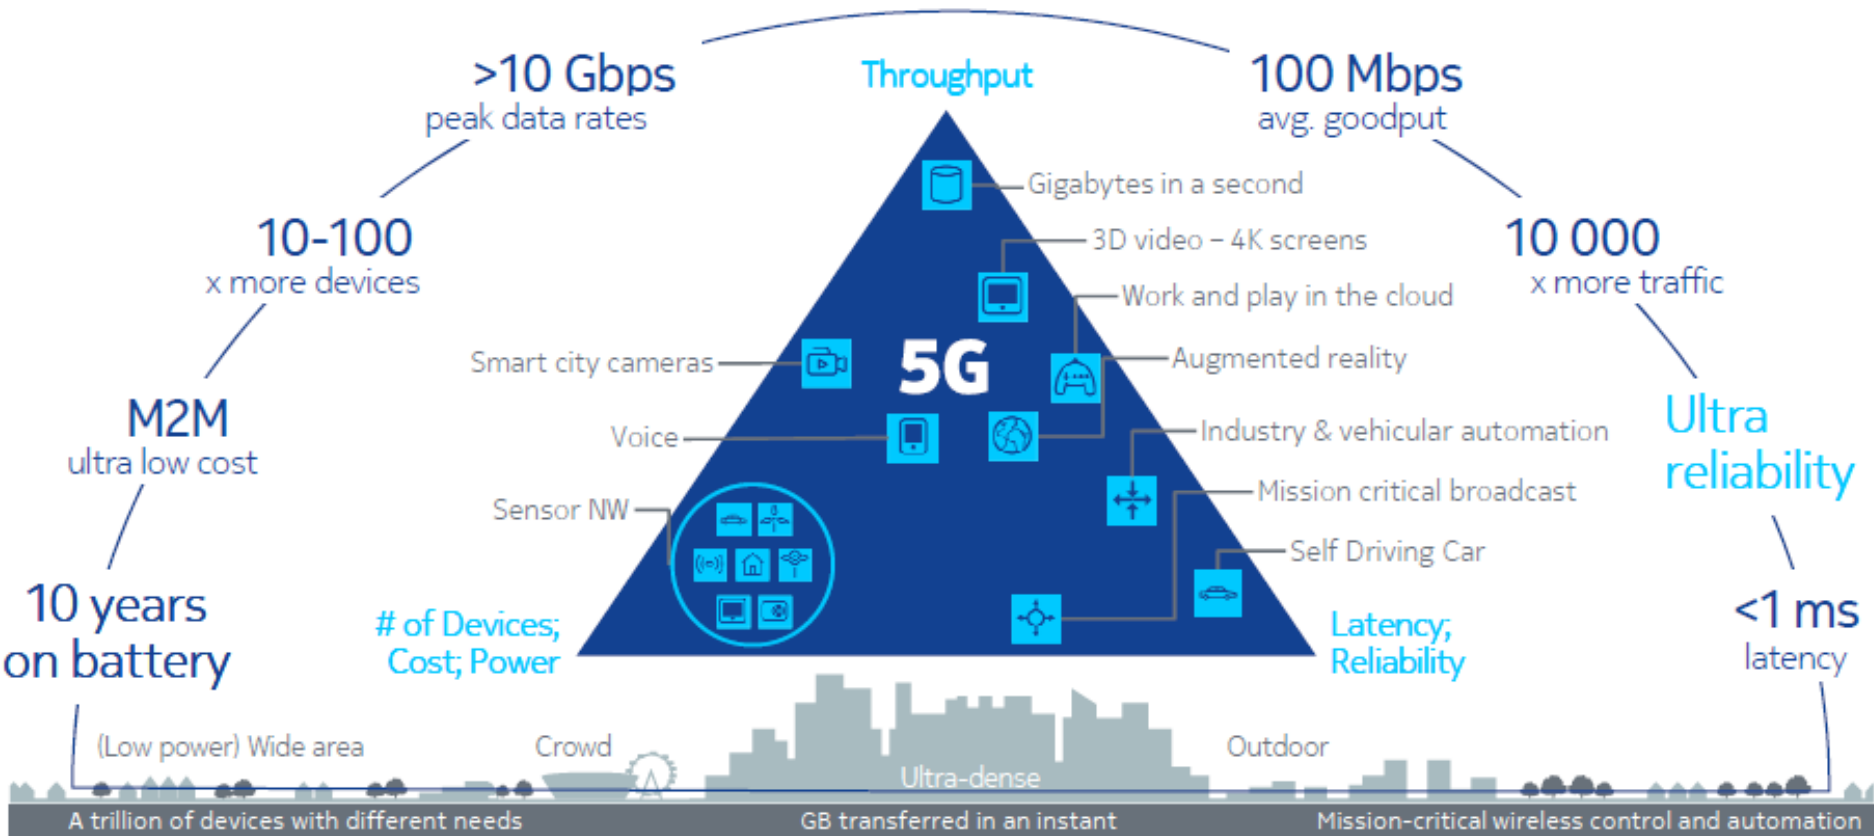 >10 Gbps
peak data rates
Throughput
100 Mbps
avg. goodput
Gigabytes in a second
10-100
x more devices
3D video – 4K screens
10 000
x more traffic
Work and play in the cloud
Smart city cameras
5G
Augmented reality
M2M
ultra low cost
Voice
Industry & vehicular automation
Ultra
reliability
Sensor NW
Mission critical broadcast
Self Driving Car
10 years
on battery
# of Devices;
Cost; Power
Latency;
Reliability
<1 ms
latency
(Low power) Wide area
Crowd
Ultra-dense
Outdoor
A trillion of devices with different needs
GB transferred in an instant
Mission-critical wireless control and automation